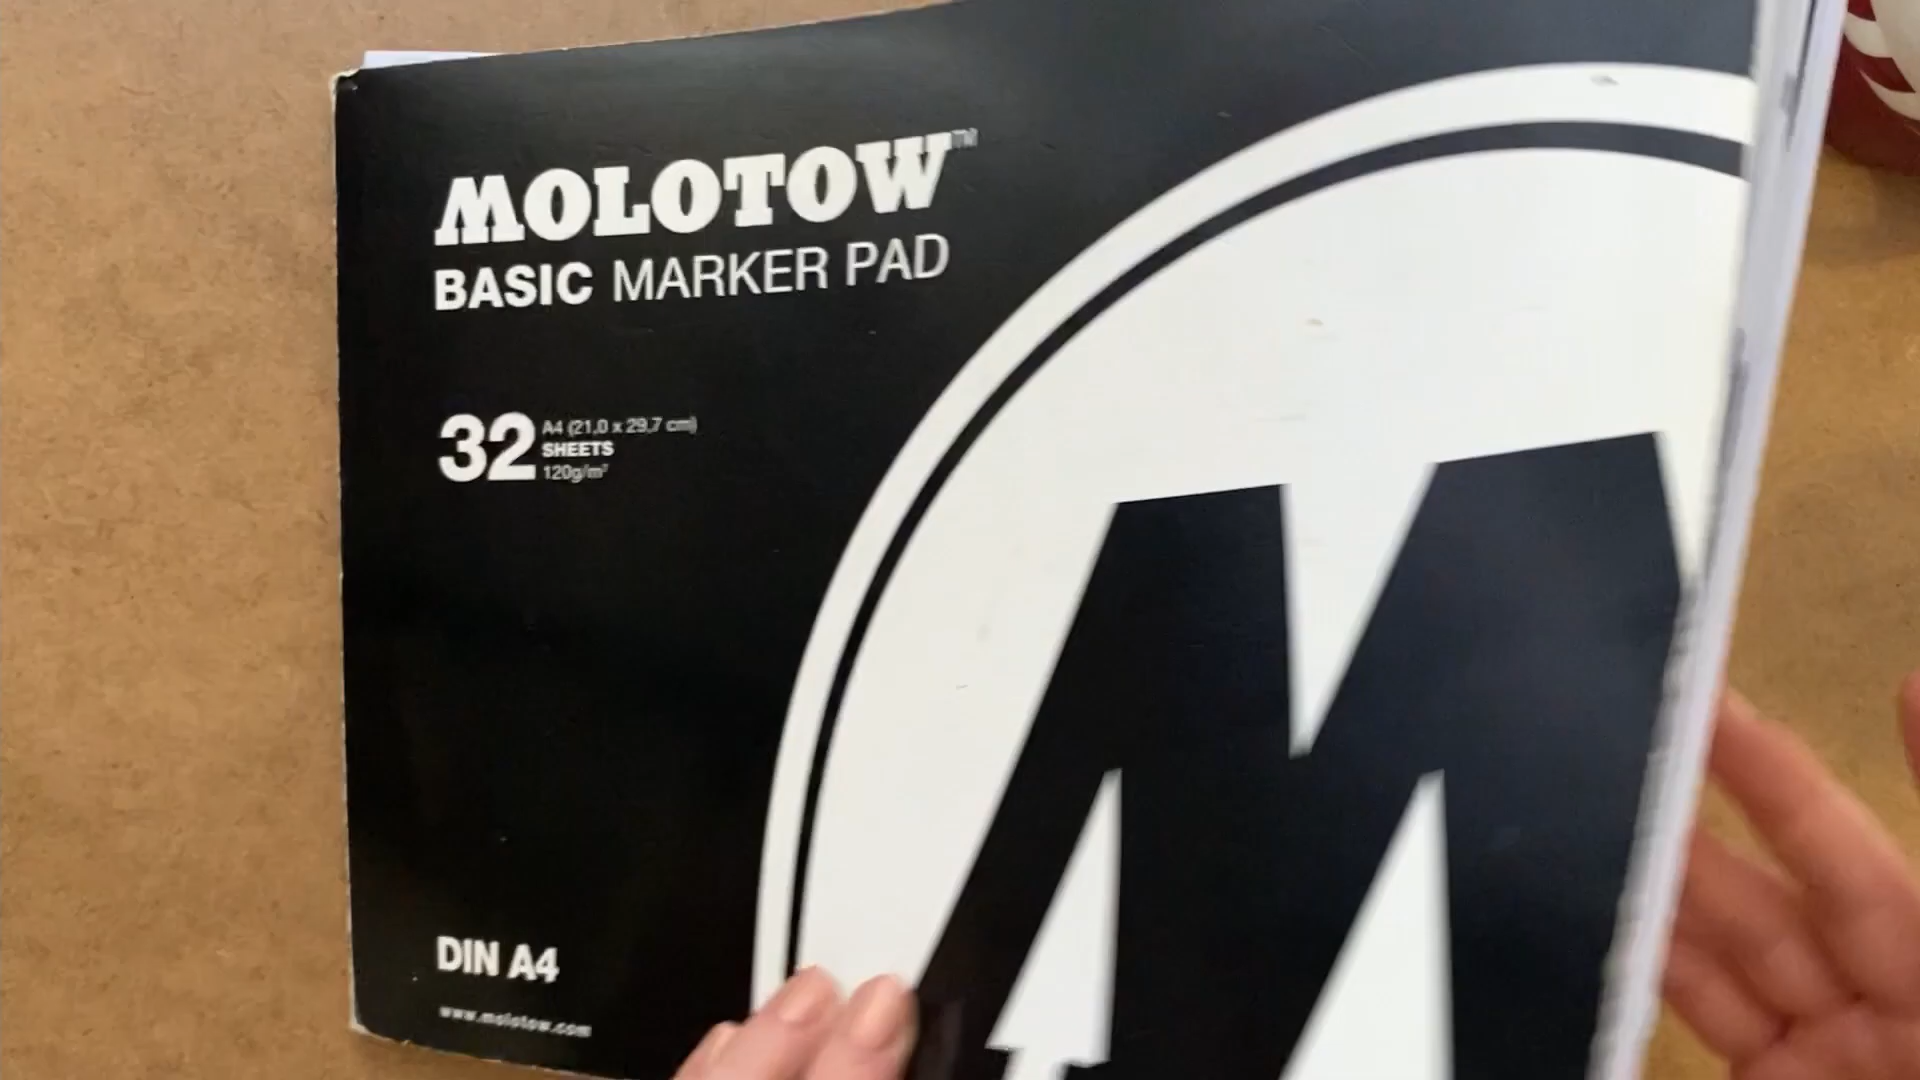 MOLOTOW™
BASIC MARKER PAD
32
A4 (21,0 x 29,7 cm)
SHEETS
120g/m²
DIN A4
www.molotow.com